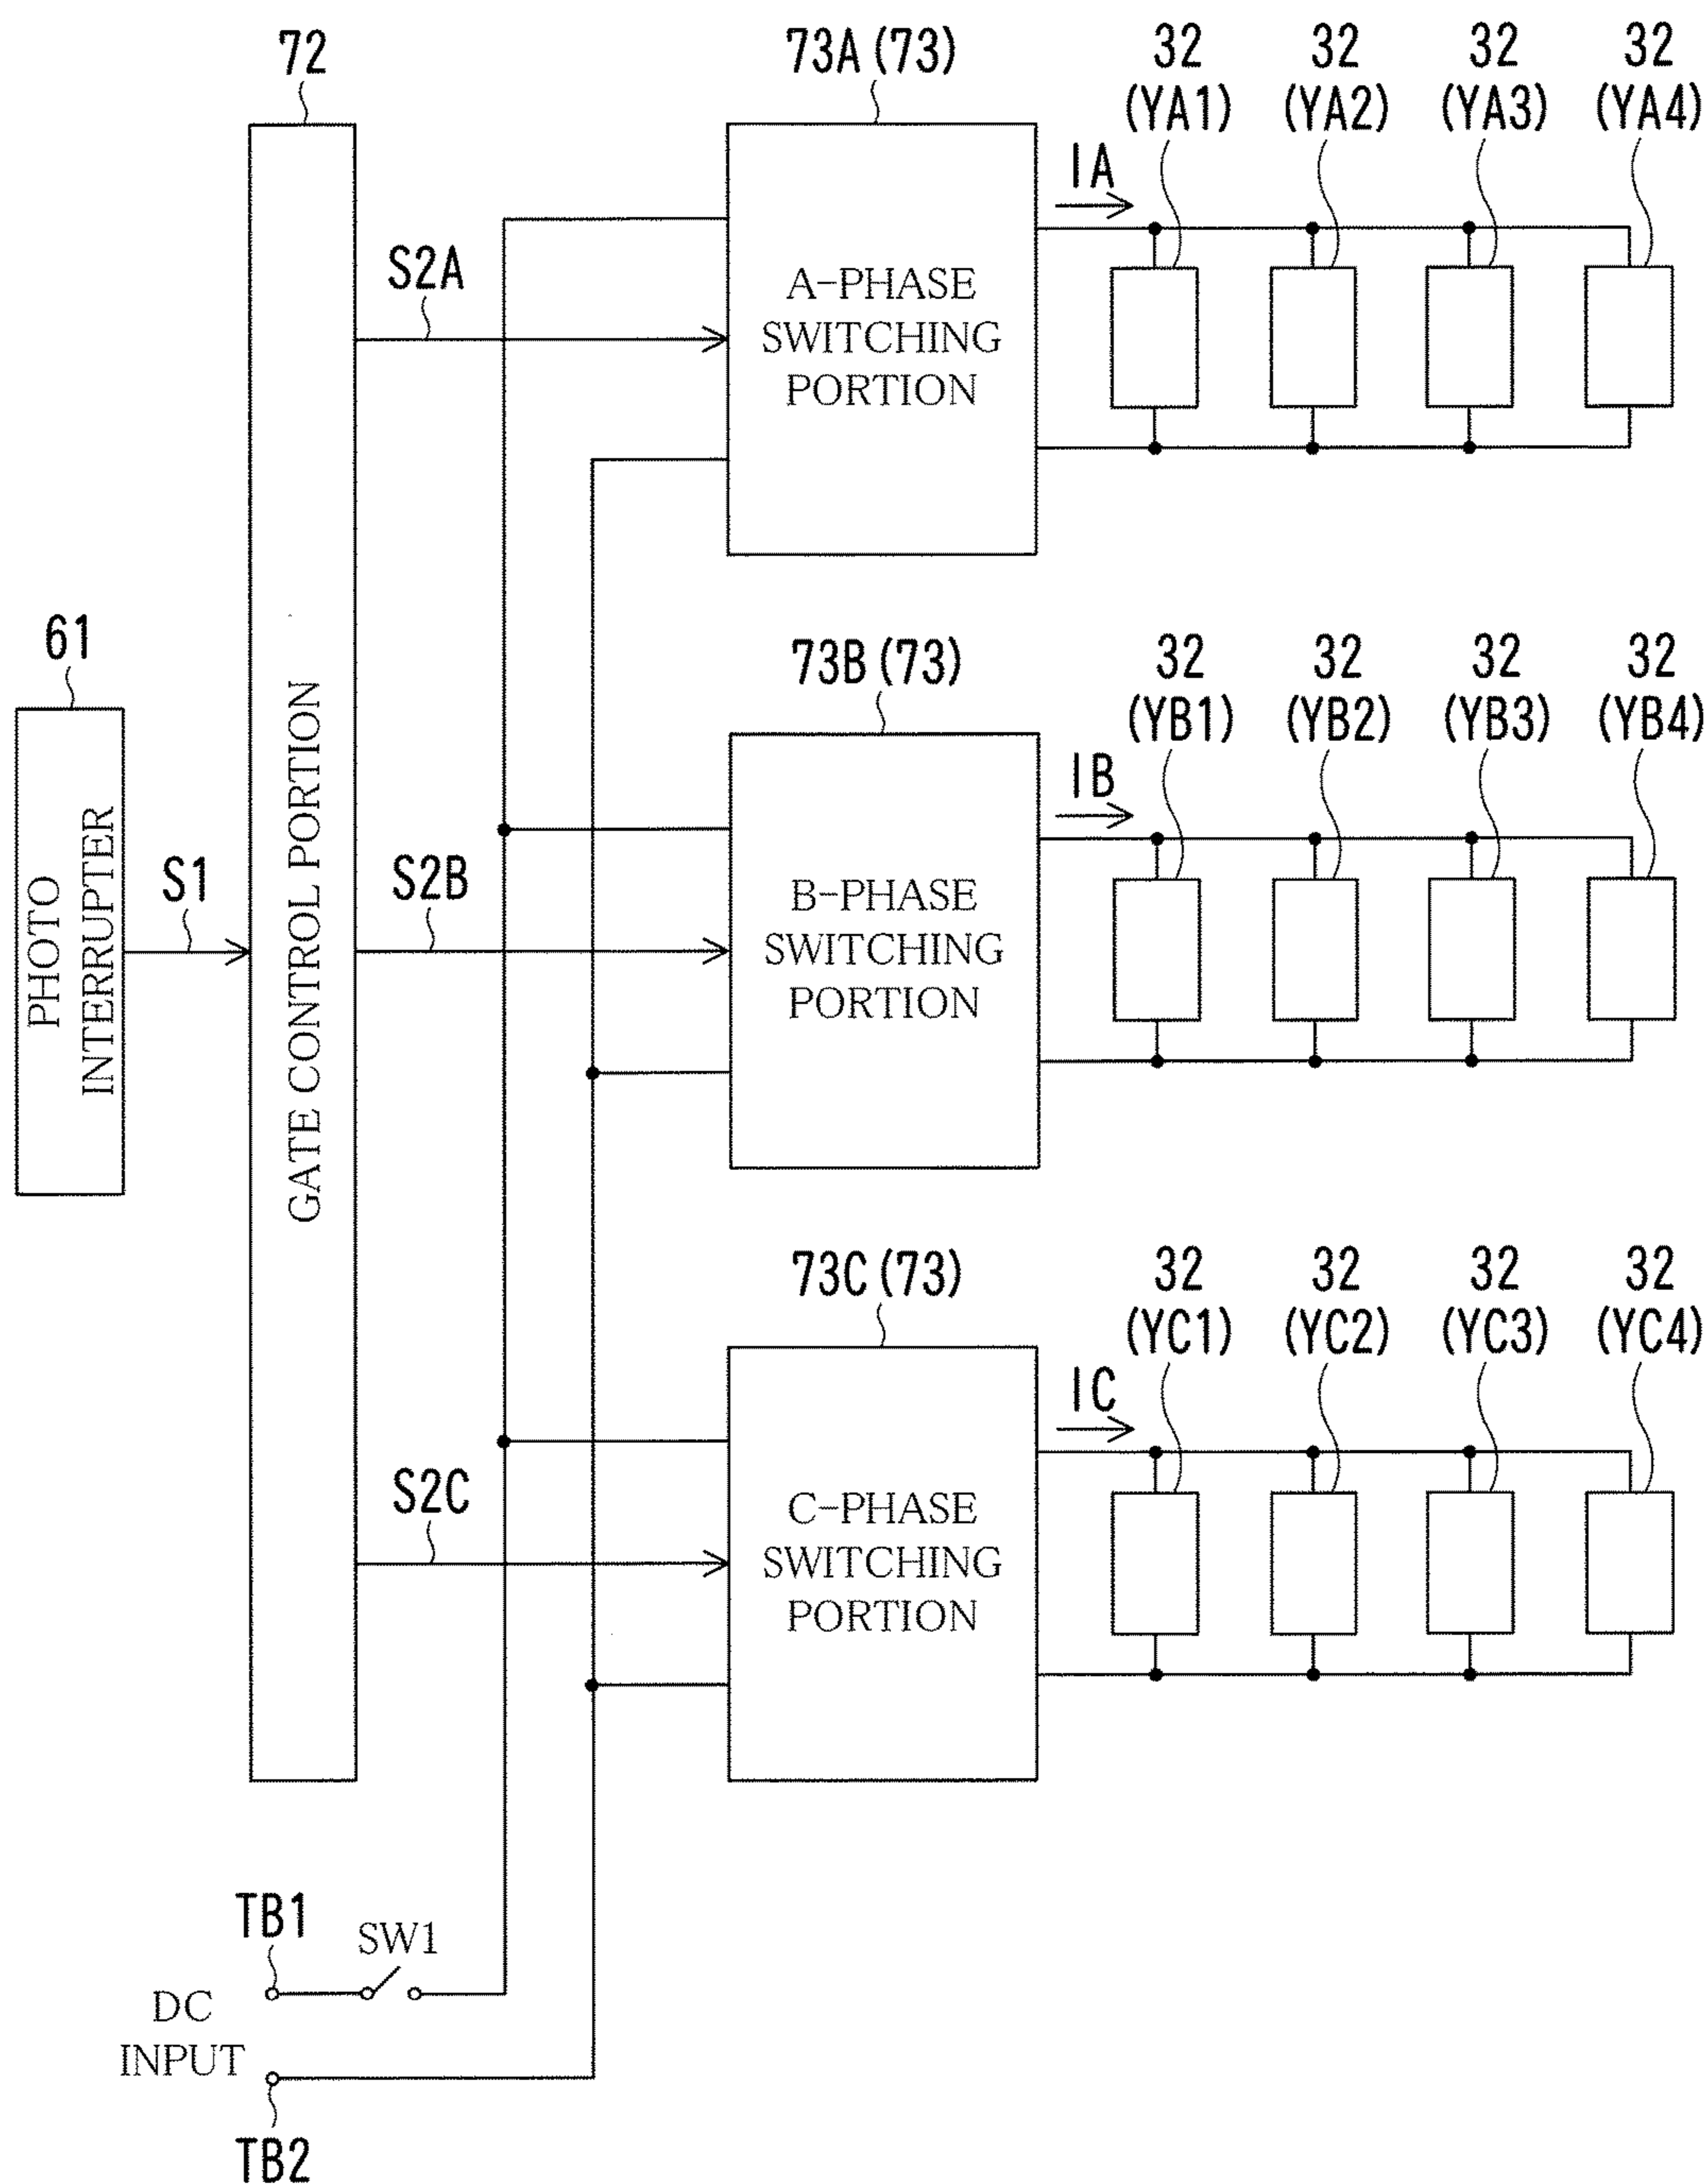 72
73A (73)
32 32 32 32
(YA1) (YA2) (YA3) (YA4)
IA
S2A
A-PHASE
SWITCHING
PORTION
61
PHOTO
INTERRUPTER
S1
GATE CONTROL PORTION
73B (73)
32 32 32 32
(YB1) (YB2) (YB3) (YB4)
IB
S2B
B-PHASE
SWITCHING
PORTION
73C (73)
32 32 32 32
(YC1) (YC2) (YC3) (YC4)
IC
S2C
C-PHASE
SWITCHING
PORTION
TB1
SW1
DC
INPUT
TB2